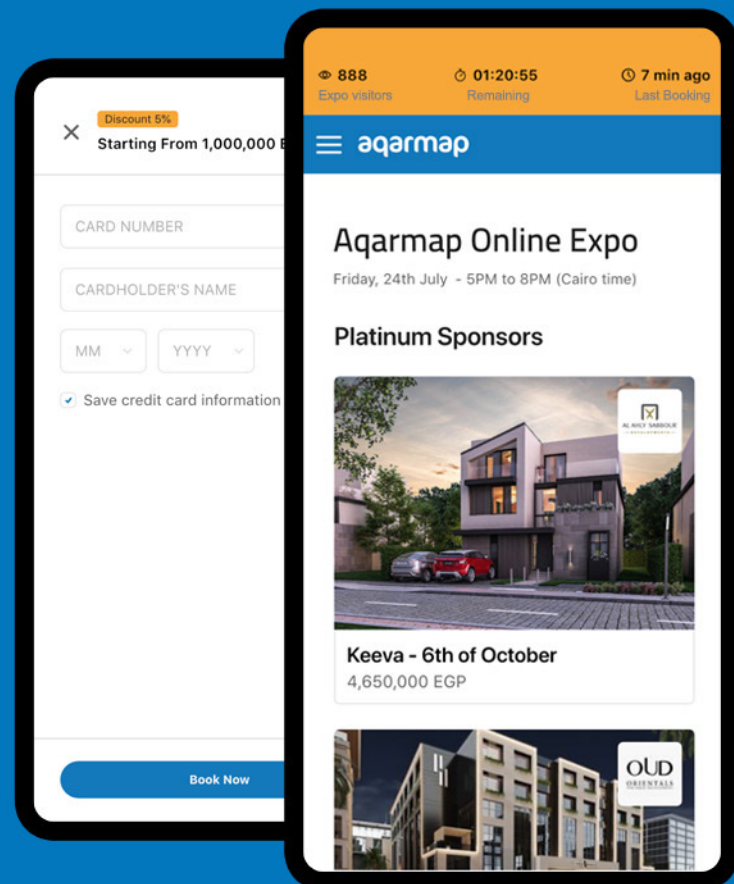 Discount 5%
Starting From 1,000,000
CARD NUMBER
CARDHOLDER'S NAME
MM
YYYY
Save credit card information
Book Now
888
01:20:55
7 min ago
Expo visitors
Remaining
Last Booking
aqarmap
Aqarmap Online Expo
Friday, 24th July - 5PM to 8PM (Cairo time)
Platinum Sponsors
AL AHLY SABBOUR
DEVELOPMENTS
Keeva - 6th of October
4,650,000 EGP
OUD
ORIENTALS